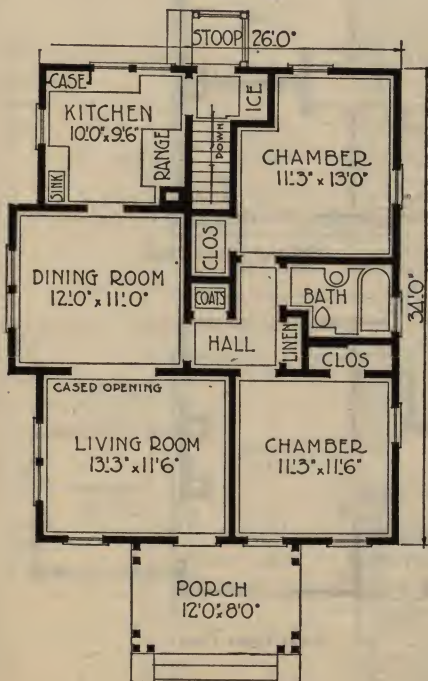 STOOP 26'0"
CASE
KITCHEN
10'0" x 9'6"
ICE
DOWN
RANGE
SINK
CHAMBER
11'3" x 13'0"
CLOS
DINING ROOM
12'0" x 11'0"
COATS
BATH
34'0"
HALL
LINEN
CLOS
CASED OPENING
LIVING ROOM
13'3" x 11'6"
CHAMBER
11'3" x 11'6"
PORCH
12'0" x 8'0"